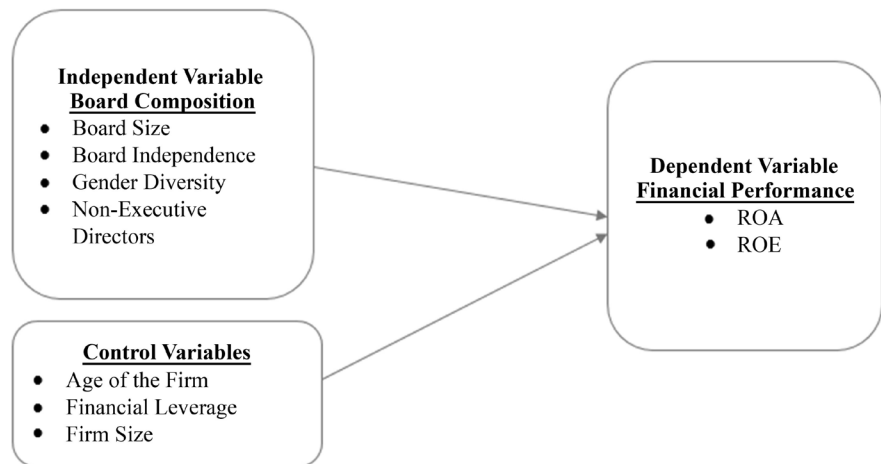 Independent Variable
Board Composition
• Board Size
• Board Independence
• Gender Diversity
• Non-Executive
Directors
Control Variables
• Age of the Firm
• Financial Leverage
• Firm Size
Dependent Variable
Financial Performance
• ROA
• ROE